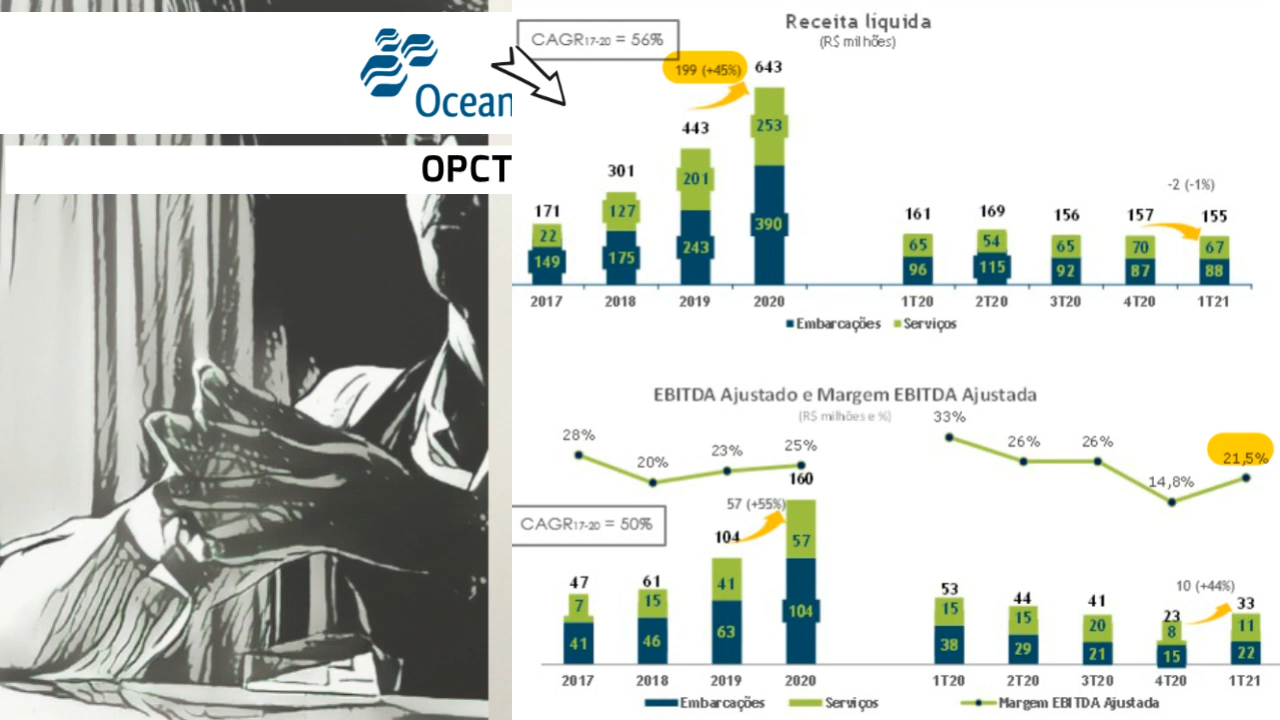 Ocean
OPCT
Receita líquida
(R$ milhões)
CAGR17-20 = 56%
199 (+45%)
643
253
390
443
201
243
301
127
175
171
22
149
2017 2018 2019 2020
-2 (-1%)
161 169 156 157 155
65 54 65 70 67
96 115 92 87 88
1T20 2T20 3T20 4T20 1T21
Embarcações Serviços
EBITDA Ajustado e Margem EBITDA Ajustada
(R$ milhões e %)
28% 20% 23% 25%
33% 26% 26% 14,8% 21,5%
CAGR17-20 = 50%
57 (+55%)
47 61 104 160
7 15 41 57
41 46 63 104
2017 2018 2019 2020
10 (+44%)
53 44 41 23 33
15 15 20 8 11
38 29 21 15 22
1T20 2T20 3T20 4T20 1T21
Embarcações Serviços Margem EBITDA Ajustada